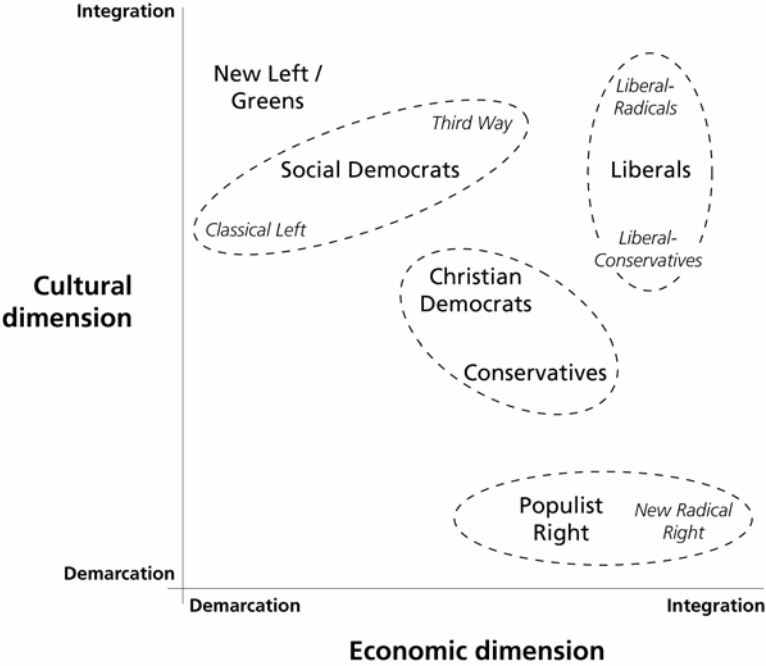 Integration
New Left /
Greens
Liberal-
Radicals
Third Way
Social Democrats
Liberals
Classical Left
Liberal-
Conservatives
Christian
Democrats
Cultural
dimension
Conservatives
Populist
Right
New Radical
Right
Demarcation
Demarcation
Integration
Economic dimension